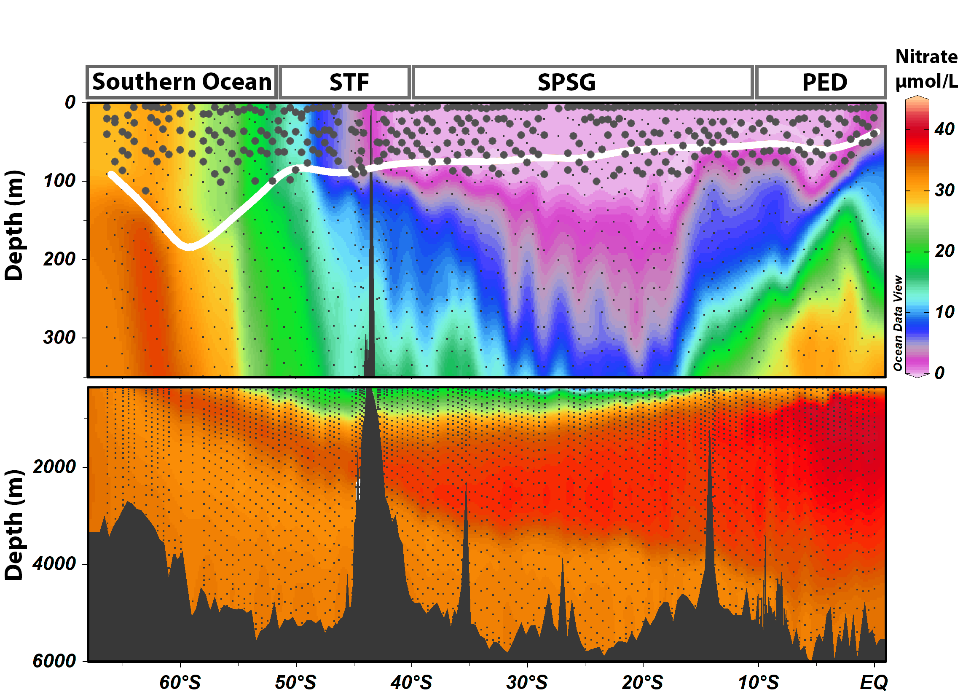 Nitrate
µmol/L
Southern Ocean STF SPSG PED
0
100
200
300
Depth (m)
40
30
20
10
0
Ocean Data View
2000
4000
6000
Depth (m)
60°S 50°S 40°S 30°S 20°S 10°S EQ